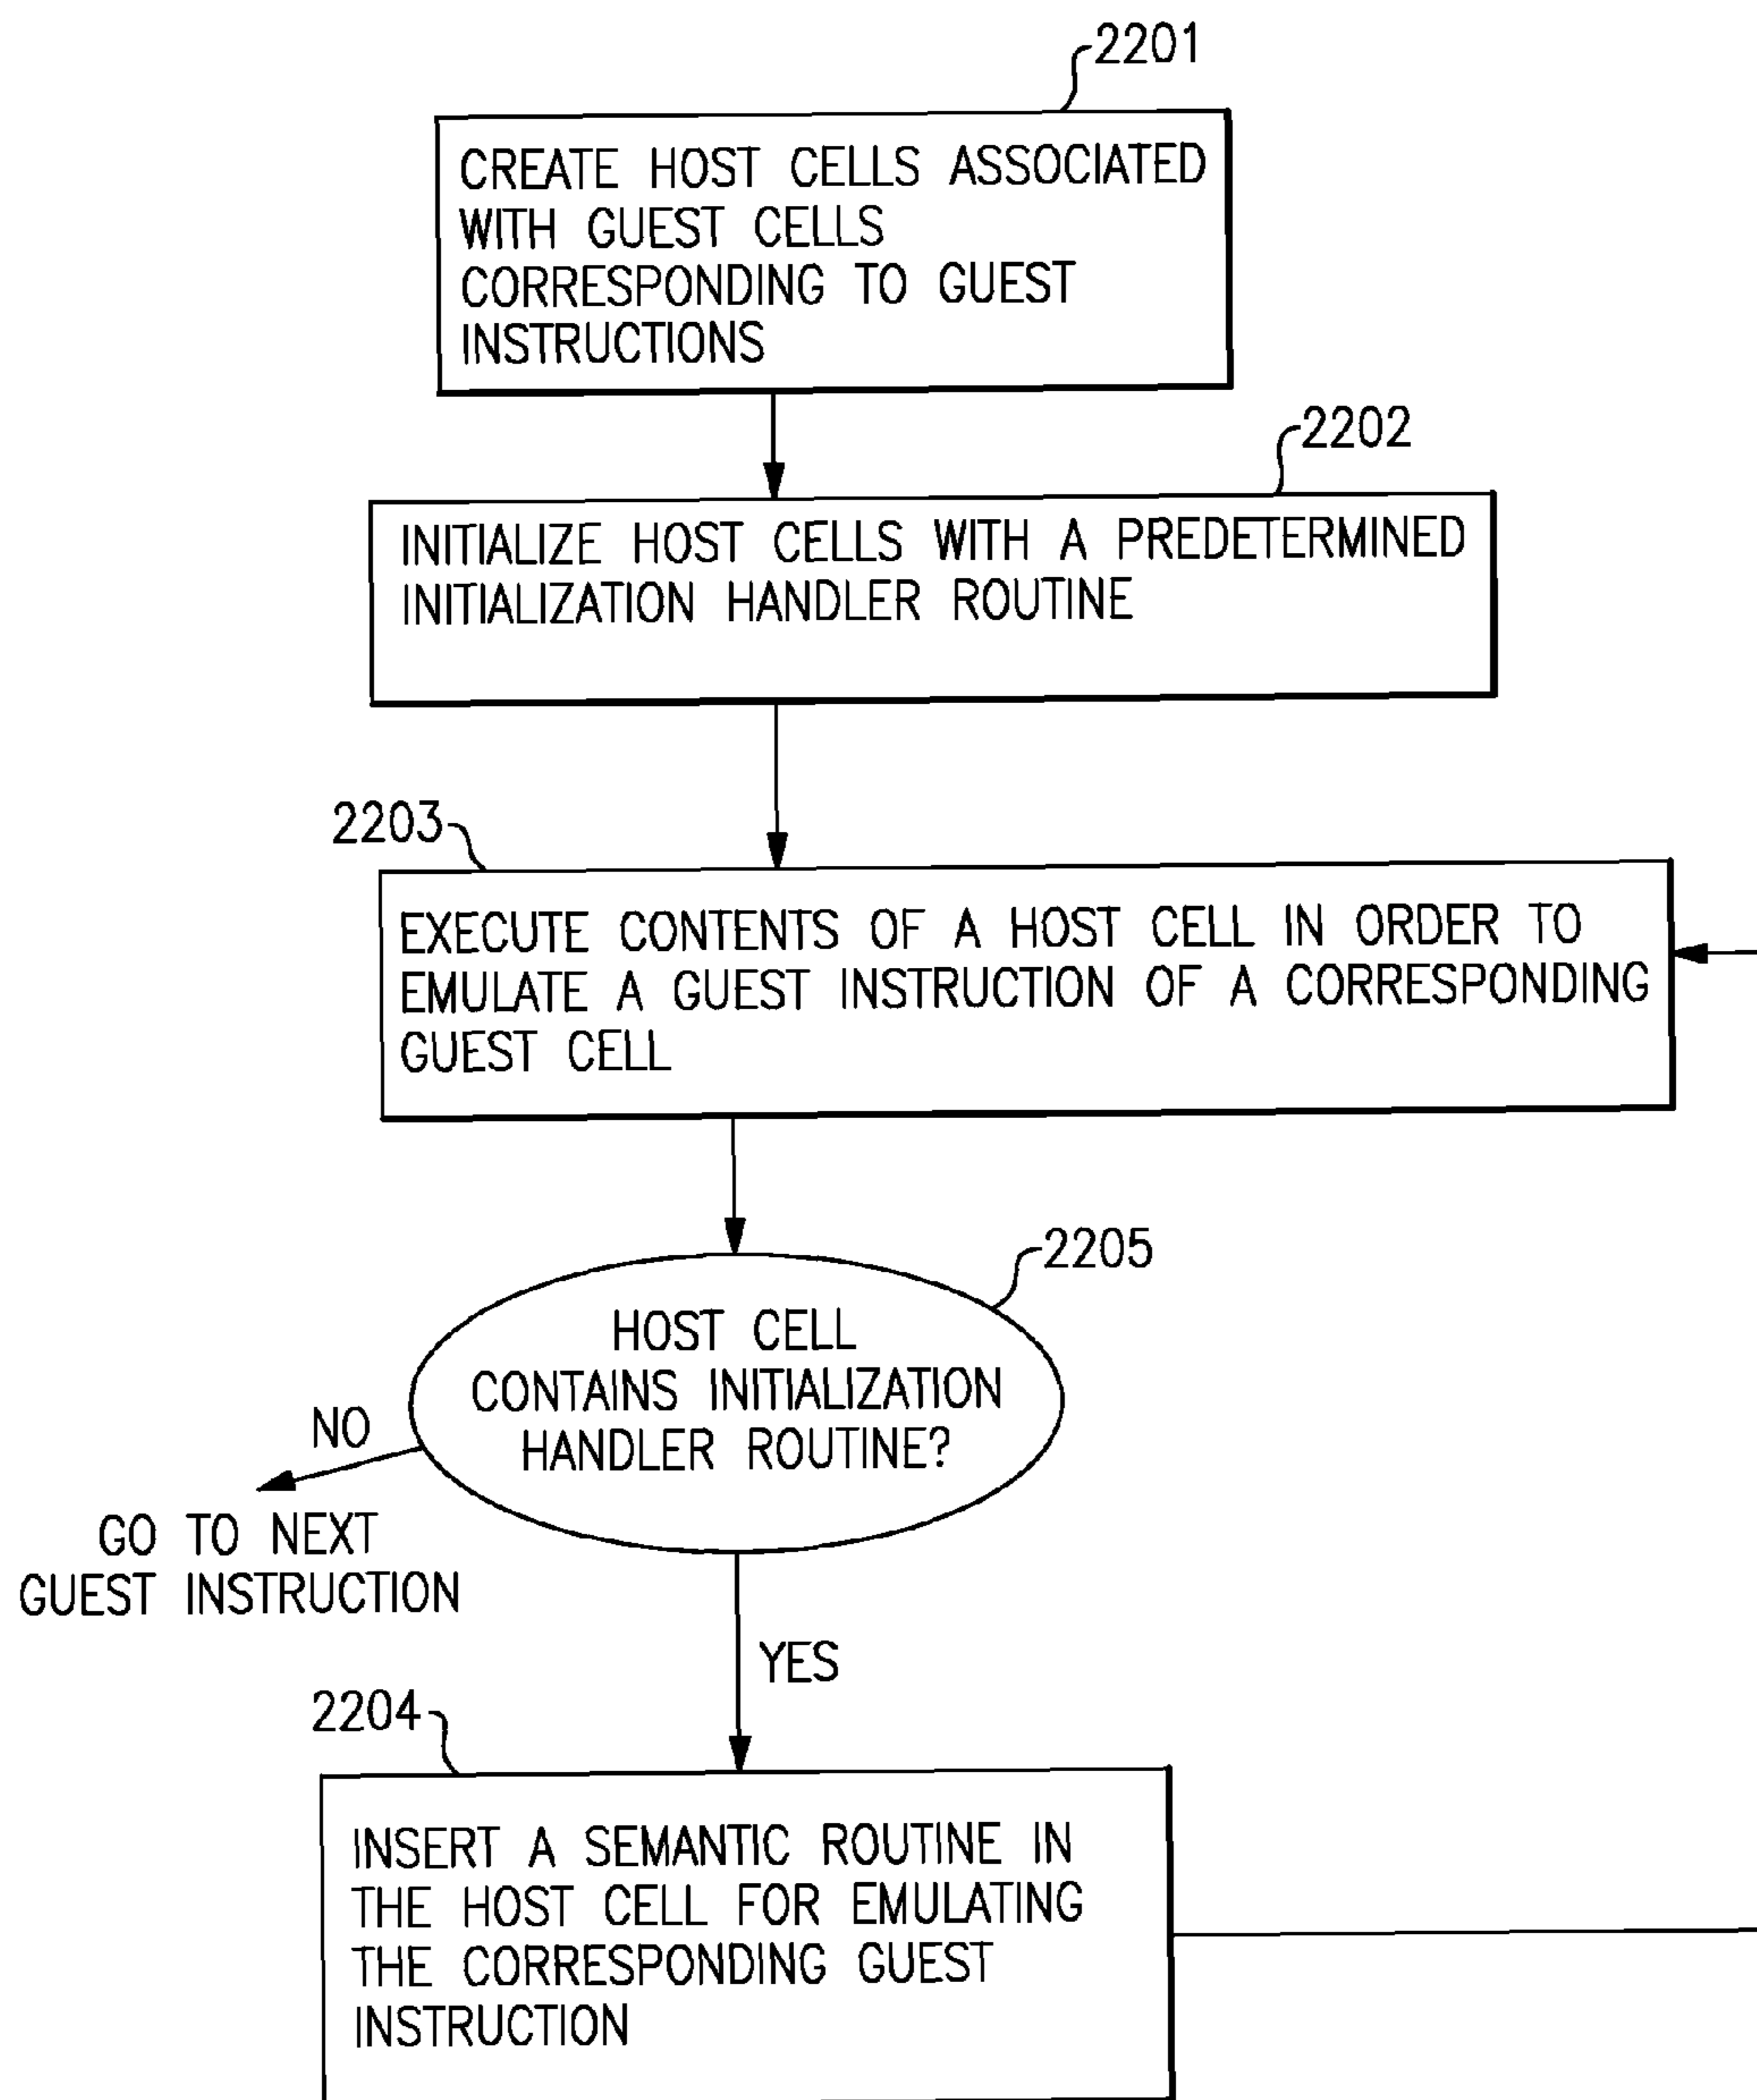 2201
CREATE HOST CELLS ASSOCIATED
WITH GUEST CELLS
CORRESPONDING TO GUEST
INSTRUCTIONS
2202
INITIALIZE HOST CELLS WITH A PREDETERMINED
INITIALIZATION HANDLER ROUTINE
2203
EXECUTE CONTENTS OF A HOST CELL IN ORDER TO
EMULATE A GUEST INSTRUCTION OF A CORRESPONDING
GUEST CELL
2205
HOST CELL
CONTAINS INITIALIZATION
HANDLER ROUTINE?
NO
GO TO NEXT
GUEST INSTRUCTION
YES
2204
INSERT A SEMANTIC ROUTINE IN
THE HOST CELL FOR EMULATING
THE CORRESPONDING GUEST
INSTRUCTION